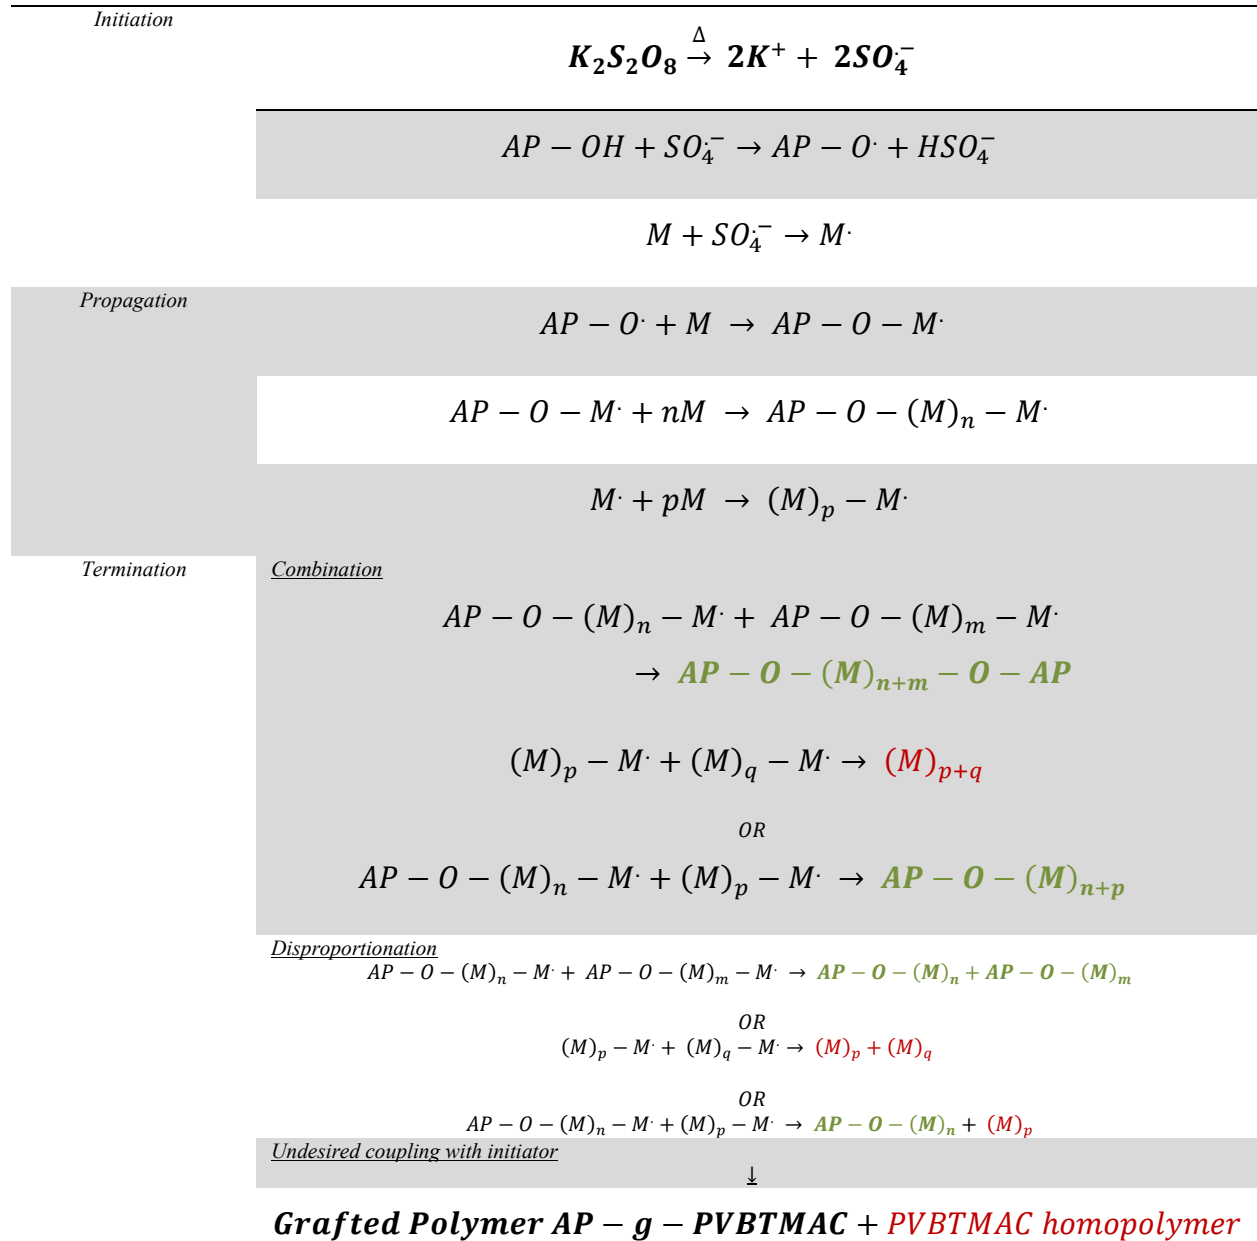 Initiation
K₂S₂O₈ →^Δ 2K⁺ + 2SO₄·⁻
AP − OH + SO₄·⁻ → AP − O· + HSO₄⁻
M + SO₄·⁻ → M·
Propagation
AP − O· + M → AP − O − M·
AP − O − M· + nM → AP − O − (M)ₙ − M·
M· + pM → (M)ₚ − M·
Termination
Combination
AP − O − (M)ₙ − M· + AP − O − (M)ₘ − M·
→ AP − O − (M)ₙ₊ₘ − O − AP
(M)ₚ − M· + (M)_q − M· → (M)_{p+q}
OR
AP − O − (M)ₙ − M· + (M)ₚ − M· → AP − O − (M)ₙ₊ₚ
Disproportionation
AP − O − (M)ₙ − M· + AP − O − (M)ₘ − M· → AP − O − (M)ₙ + AP − O − (M)ₘ
OR
(M)ₚ − M· + (M)_q − M· → (M)ₚ + (M)_q
OR
AP − O − (M)ₙ − M· + (M)ₚ − M· → AP − O − (M)ₙ + (M)ₚ
Undesired coupling with initiator
↓
Grafted Polymer AP − g − PVBTMAC + PVBTMAC homopolymer